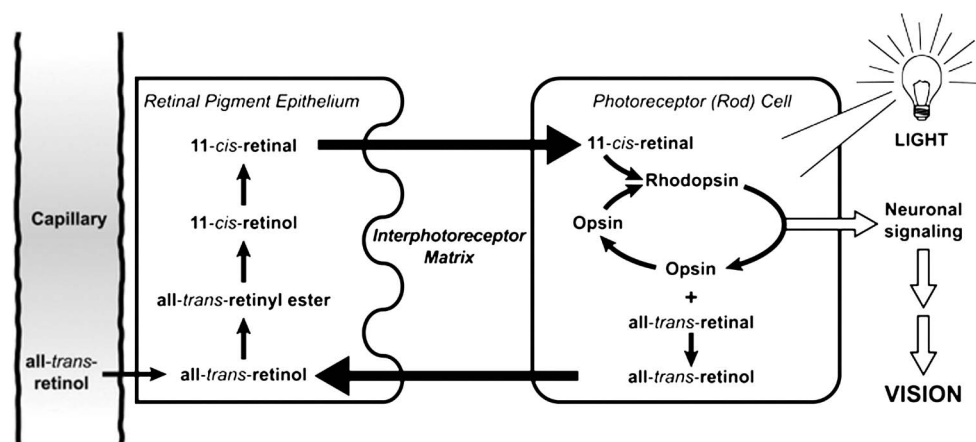 Retinal Pigment Epithelium
Photoreceptor (Rod) Cell
LIGHT
11-cis-retinal
11-cis-retinal
Rhodopsin
Capillary
11-cis-retinol
Interphotoreceptor
Matrix
Opsin
Neuronal
signaling
Opsin
+
all-trans-retinyl ester
all-trans-retinal
all-trans-
retinol
all-trans-retinol
all-trans-retinol
VISION